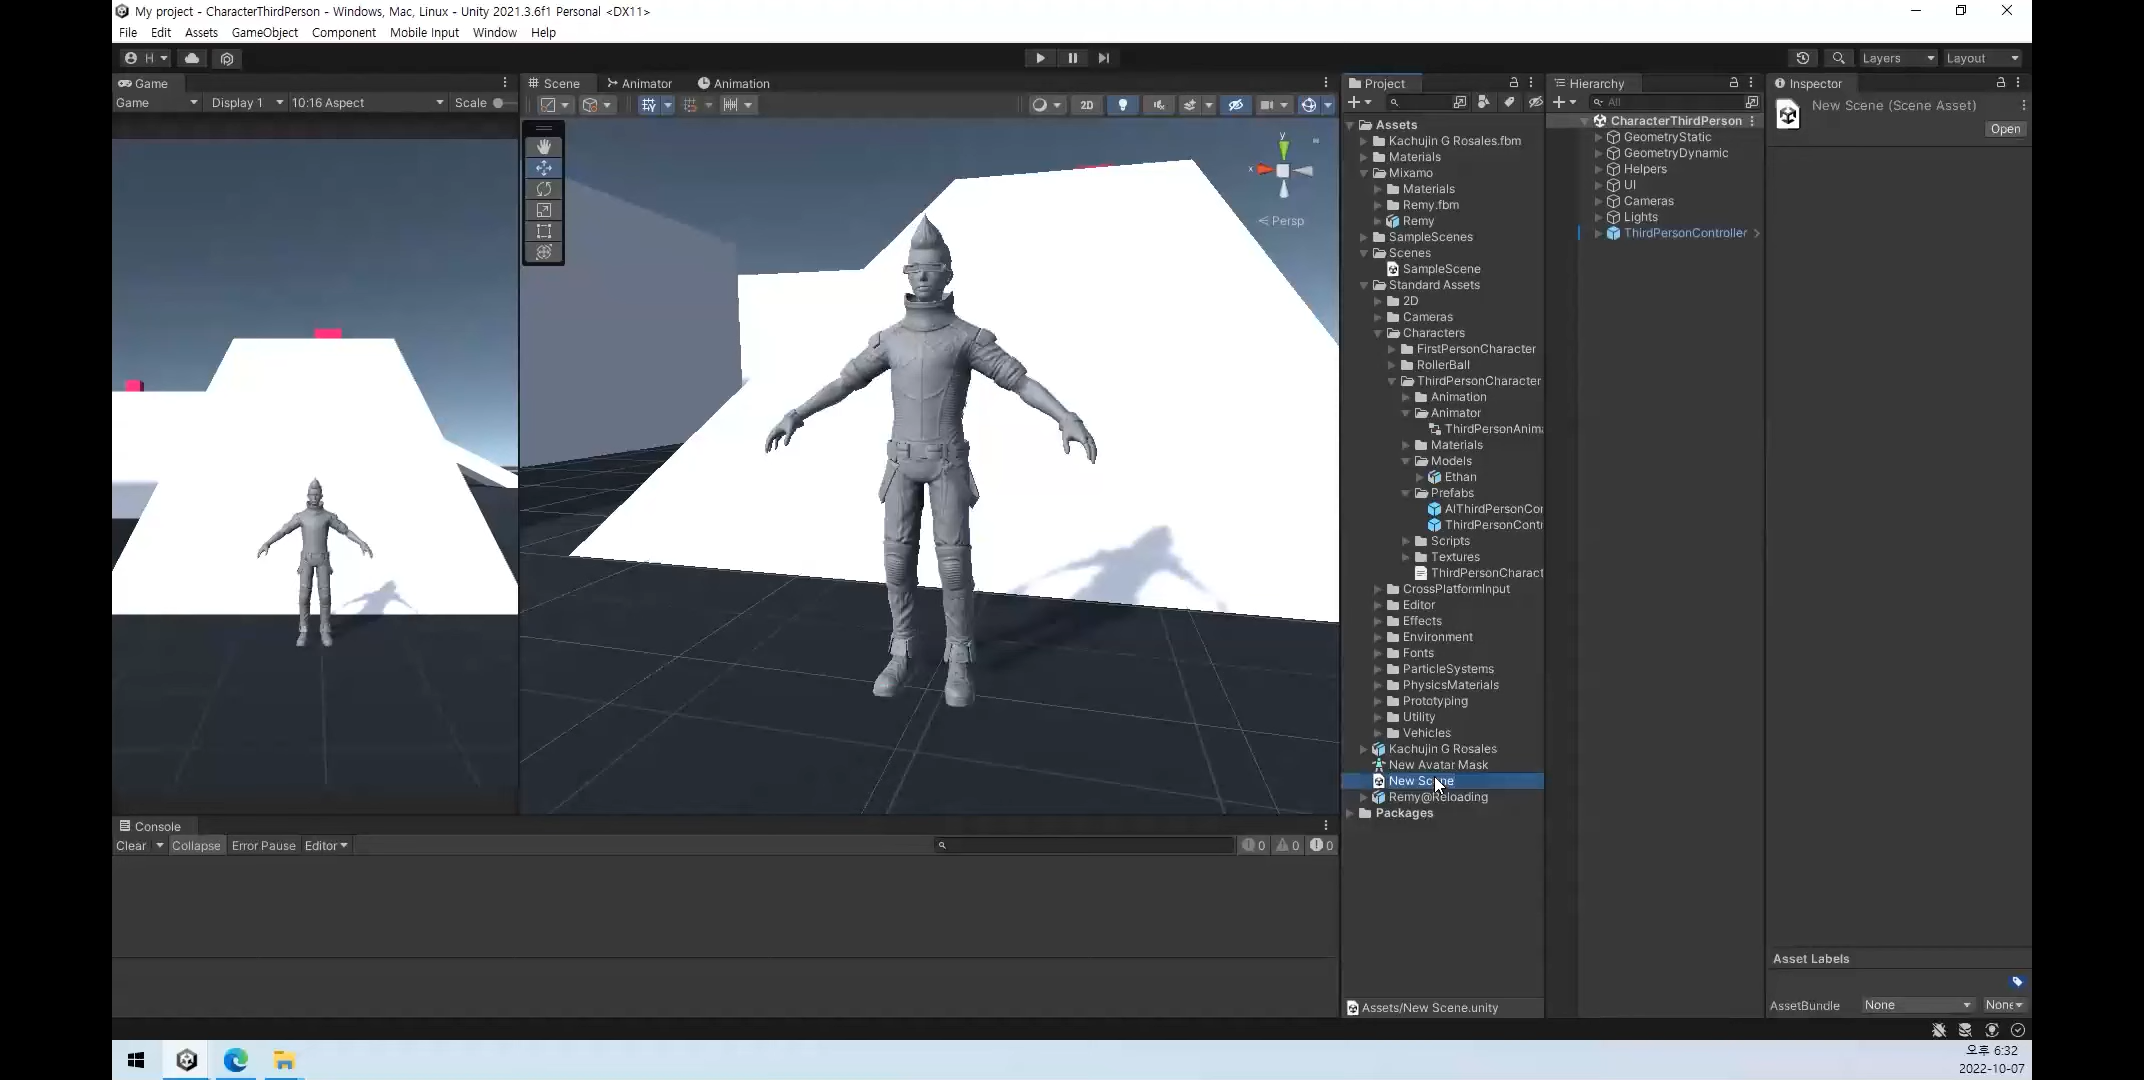 My project - CharacterThirdPerson - Windows, Mac, Linux - Unity 2021.3.6f1 Personal <DX11>
File Edit Assets GameObject Component Mobile Input Window Help
H
Layers
Layout
Game
Game
Display 1
10:16 Aspect
Scale
Scene
Animator
Animation
2D
y
x
Persp
Project
Assets
Kachujin G Rosales.fbm
Materials
Mixamo
Materials
Remy.fbm
Remy
SampleScenes
Scenes
SampleScene
Standard Assets
2D
Cameras
Characters
FirstPersonCharacter
RollerBall
ThirdPersonCharacter
Animation
Animator
ThirdPersonAnima
Materials
Models
Ethan
Prefabs
AIThirdPersonCor
ThirdPersonContr
Scripts
Textures
ThirdPersonCharact
CrossPlatformInput
Editor
Effects
Environment
Fonts
ParticleSystems
PhysicsMaterials
Prototyping
Utility
Vehicles
Kachujin G Rosales
New Avatar Mask
New Scene
Remy@Reloading
Packages
Assets/New Scene.unity
Hierarchy
All
CharacterThirdPerson
GeometryStatic
GeometryDynamic
Helpers
UI
Cameras
Lights
ThirdPersonController
Inspector
New Scene (Scene Asset)
Open
Asset Labels
AssetBundle
None
None
Console
Clear
Collapse
Error Pause
Editor
0
0
0
오후 6:32
2022-10-07